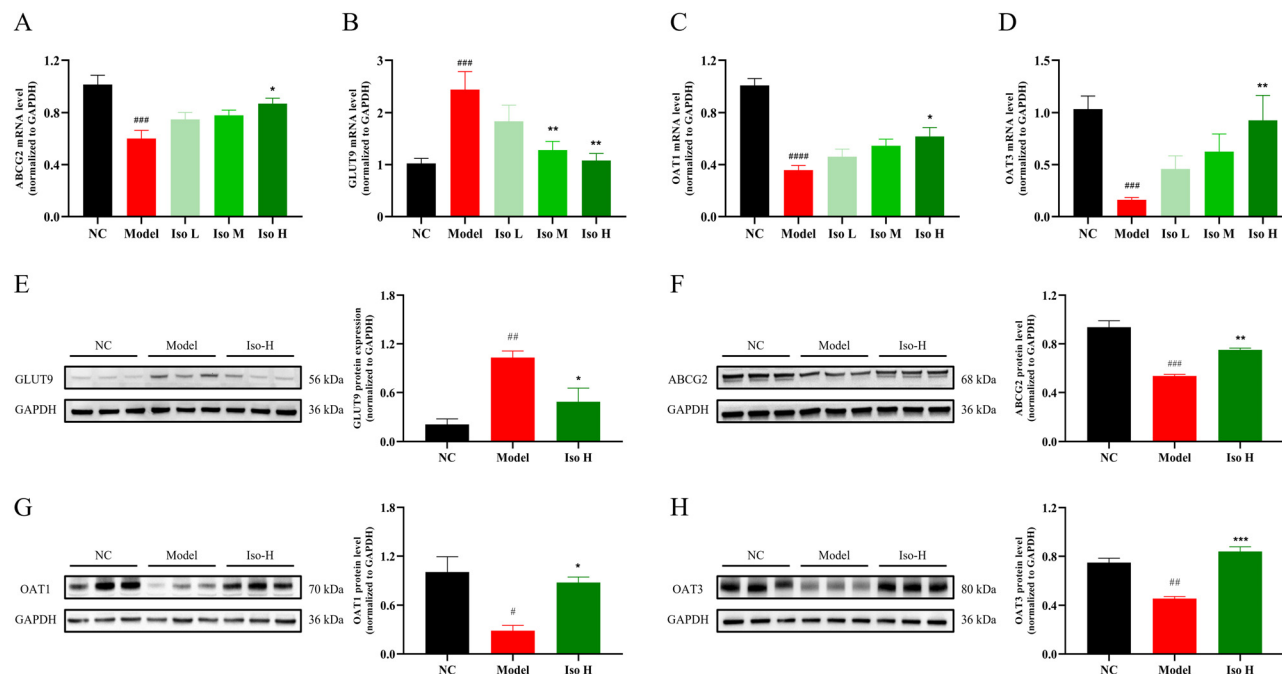 A
ABCG2 mRNA level
(normalized to GAPDH)
1.2
0.8
0.4
0.0
###
*
NC Model Iso L Iso M Iso H
B
GLUT9 mRNA level
(normalized to GAPDH)
3
2
1
0
###
**
**
NC Model Iso L Iso M Iso H
C
OAT1 mRNA level
(normalized to GAPDH)
1.2
0.8
0.4
0.0
####
*
NC Model Iso L Iso M Iso H
D
OAT3 mRNA level
(normalized to GAPDH)
1.5
1.0
0.5
0.0
###
**
NC Model Iso L Iso M Iso H
E
NC Model Iso-H
GLUT9 56 kDa
GAPDH 36 kDa
GLUT9 protein expression
(normalized to GAPDH)
1.8
1.2
0.6
0.0
##
*
NC Model Iso H
F
NC Model Iso-H
ABCG2 68 kDa
GAPDH 36 kDa
ABCG2 protein level
(normalized to GAPDH)
1.2
0.8
0.4
0.0
###
**
NC Model Iso H
G
NC Model Iso-H
OAT1 70 kDa
GAPDH 36 kDa
OAT1 protein level
(normalized to GAPDH)
1.8
1.2
0.6
0.0
#
*
NC Model Iso H
H
NC Model Iso-H
OAT3 80 kDa
GAPDH 36 kDa
OAT3 protein level
(normalized to GAPDH)
1.2
0.8
0.4
0.0
##
***
NC Model Iso H